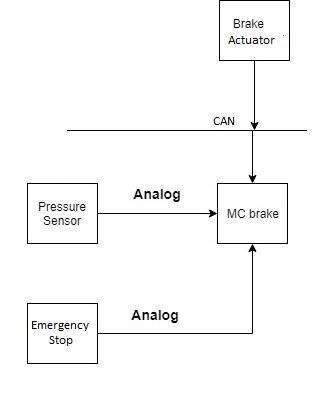 Brake
Actuator
CAN
Analog
Pressure
Sensor
MC brake
Analog
Emergency
Stop